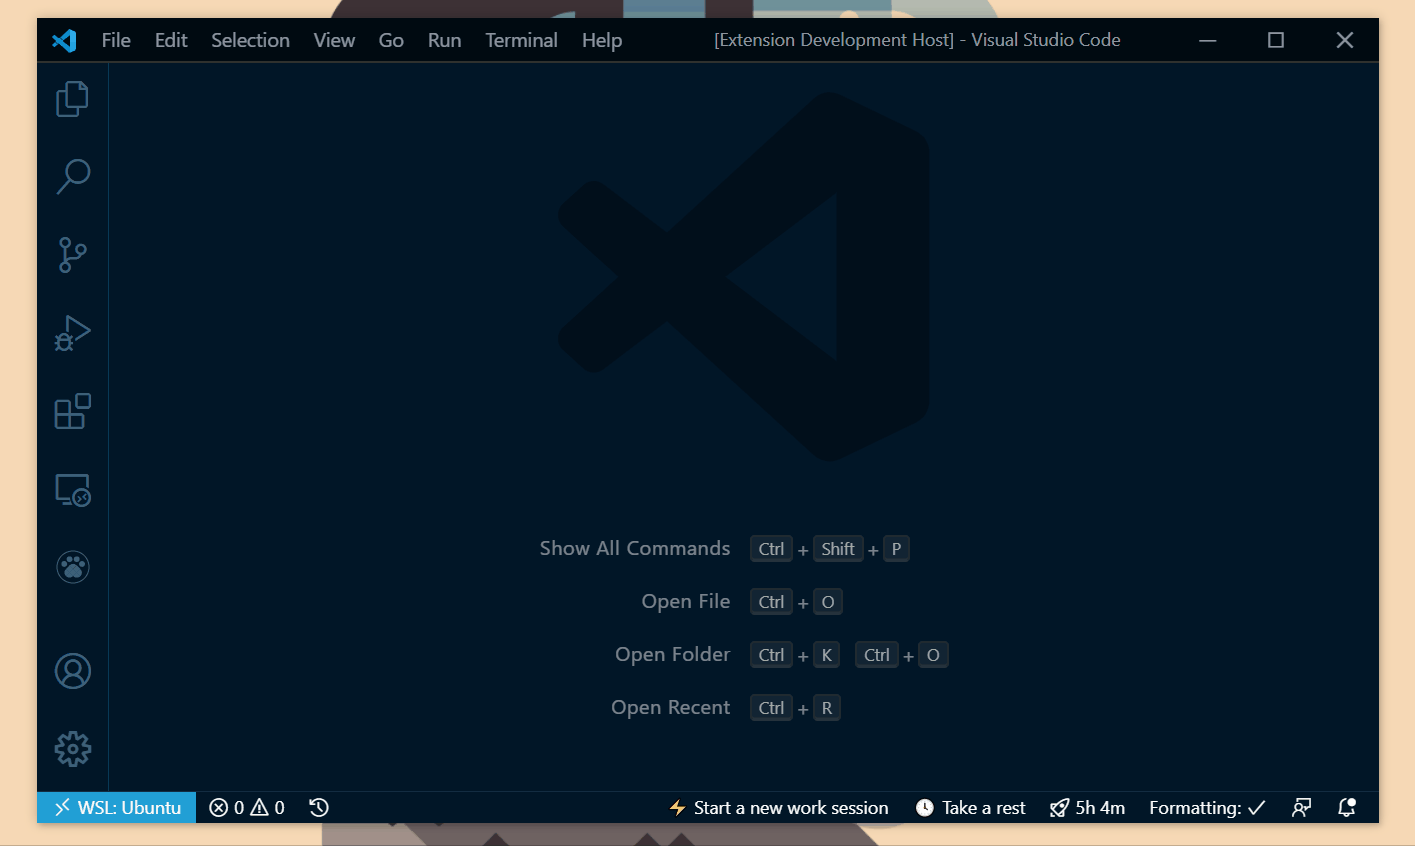 File Edit Selection View Go Run Terminal Help [Extension Development Host] - Visual Studio Code
Show All Commands Ctrl + Shift + P
Open File Ctrl + O
Open Folder Ctrl + K Ctrl + O
Open Recent Ctrl + R
WSL: Ubuntu 0 0 Start a new work session Take a rest 5h 4m Formatting: ✓